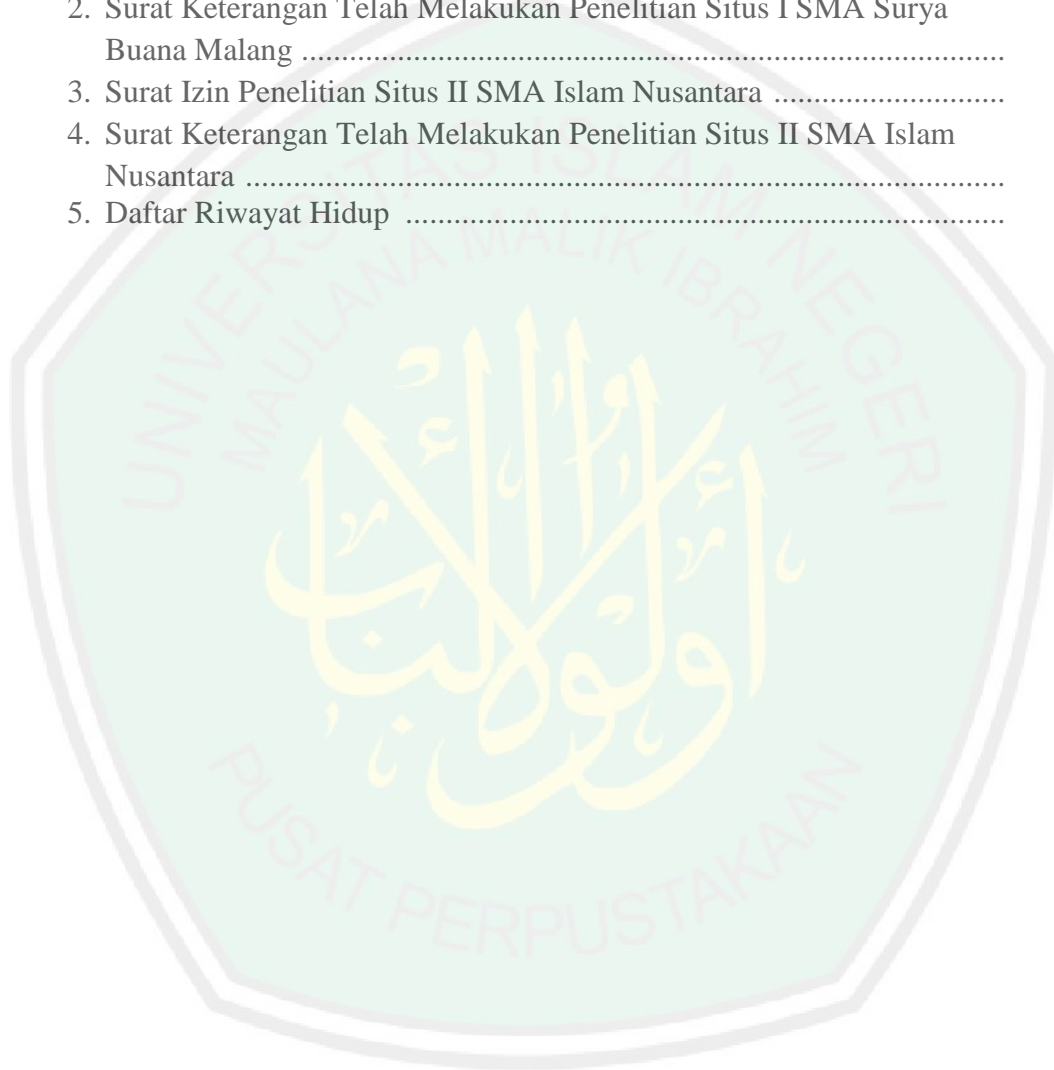 2. Surat Keterangan Telah Melakukan Penelitian Situs I SMA Surya
Buana Malang ........................................................................................
3. Surat Izin Penelitian Situs II SMA Islam Nusantara .............................
4. Surat Keterangan Telah Melakukan Penelitian Situs II SMA Islam
Nusantara ...............................................................................................
5. Daftar Riwayat Hidup ...........................................................................
UNIVERSITAS ISLAM NEGERI
MAULANA MALIK IBRAHIM
أولوا الألباب
PUSAT PERPUSTAKAAN